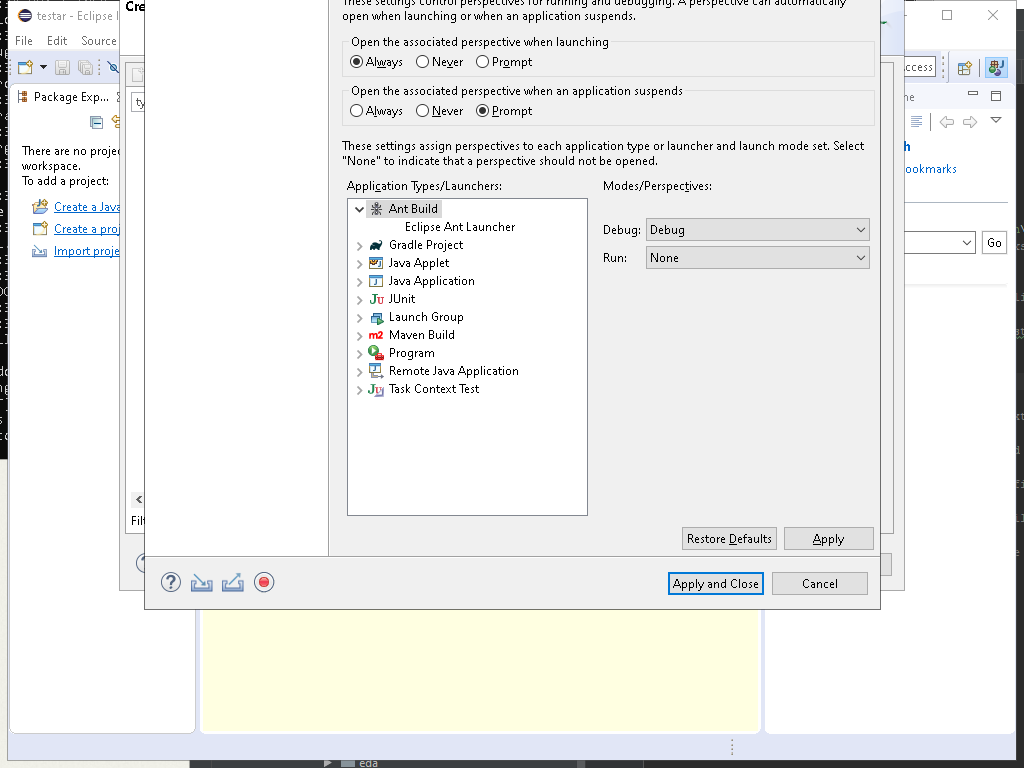 testar - Eclipse I
File Edit Source
Package Exp...
There are no proje
workspace.
To add a project:
Create a Java
Create a proj
Import proje
Cre
ty
Filt
These settings control perspectives for running and debugging. A perspective can automatically
open when launching or when an application suspends.
Open the associated perspective when launching
Always Never Prompt
Open the associated perspective when an application suspends
Always Never Prompt
These settings assign perspectives to each application type or launcher and launch mode set. Select
"None" to indicate that a perspective should not be opened.
Application Types/Launchers:
Ant Build
Eclipse Ant Launcher
Gradle Project
Java Applet
Java Application
JUnit
Launch Group
Maven Build
Program
Remote Java Application
Task Context Test
Modes/Perspectives:
Debug: Debug
Run: None
Restore Defaults Apply
Apply and Close Cancel
ccess
ne
h
ookmarks
Go
eda